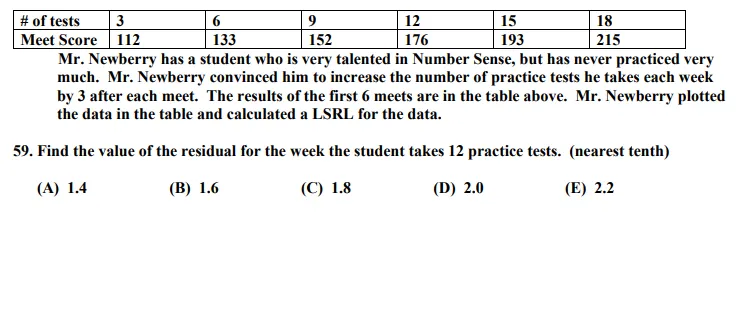 # of tests 3 6 9 12 15 18
Meet Score 112 133 152 176 193 215
Mr. Newberry has a student who is very talented in Number Sense, but has never practiced very
much. Mr. Newberry convinced him to increase the number of practice tests he takes each week
by 3 after each meet. The results of the first 6 meets are in the table above. Mr. Newberry plotted
the data in the table and calculated a LSRL for the data.
59. Find the value of the residual for the week the student takes 12 practice tests. (nearest tenth)
(A) 1.4 (B) 1.6 (C) 1.8 (D) 2.0 (E) 2.2